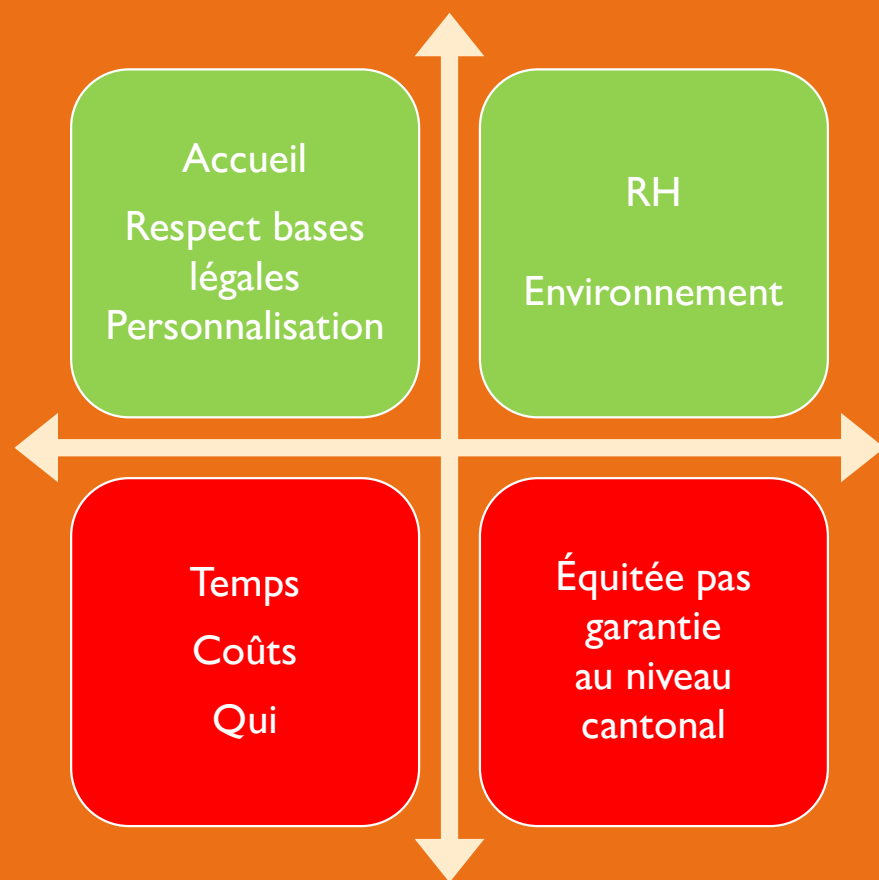 Accueil
Respect bases
légales
Personnalisation
RH
Environnement
Temps
Coûts
Qui
Équitée pas
garantie
au niveau
cantonal